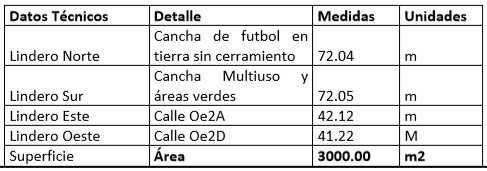 Datos Técnicos Detalle Medidas Unidades
Cancha de futbol en
Lindero Norte tierra sin cerramiento 72.04 m
Cancha Multiuso y
Lindero Sur áreas verdes 72.05 m
Lindero Este Calle Oe2A 42.12 m
Lindero Oeste Calle Oe2D 41.22 M
Superficie Área 3000.00 m2